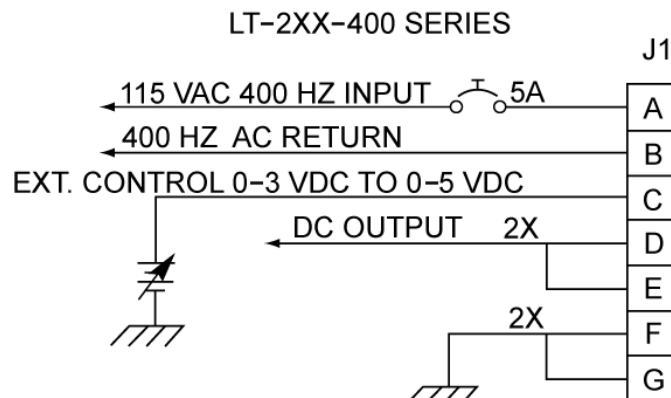 LT-2XX-400 SERIES
J1
115 VAC 400 HZ INPUT 5A A
400 HZ AC RETURN B
EXT. CONTROL 0-3 VDC TO 0-5 VDC C
DC OUTPUT 2X D
E
2X F
G